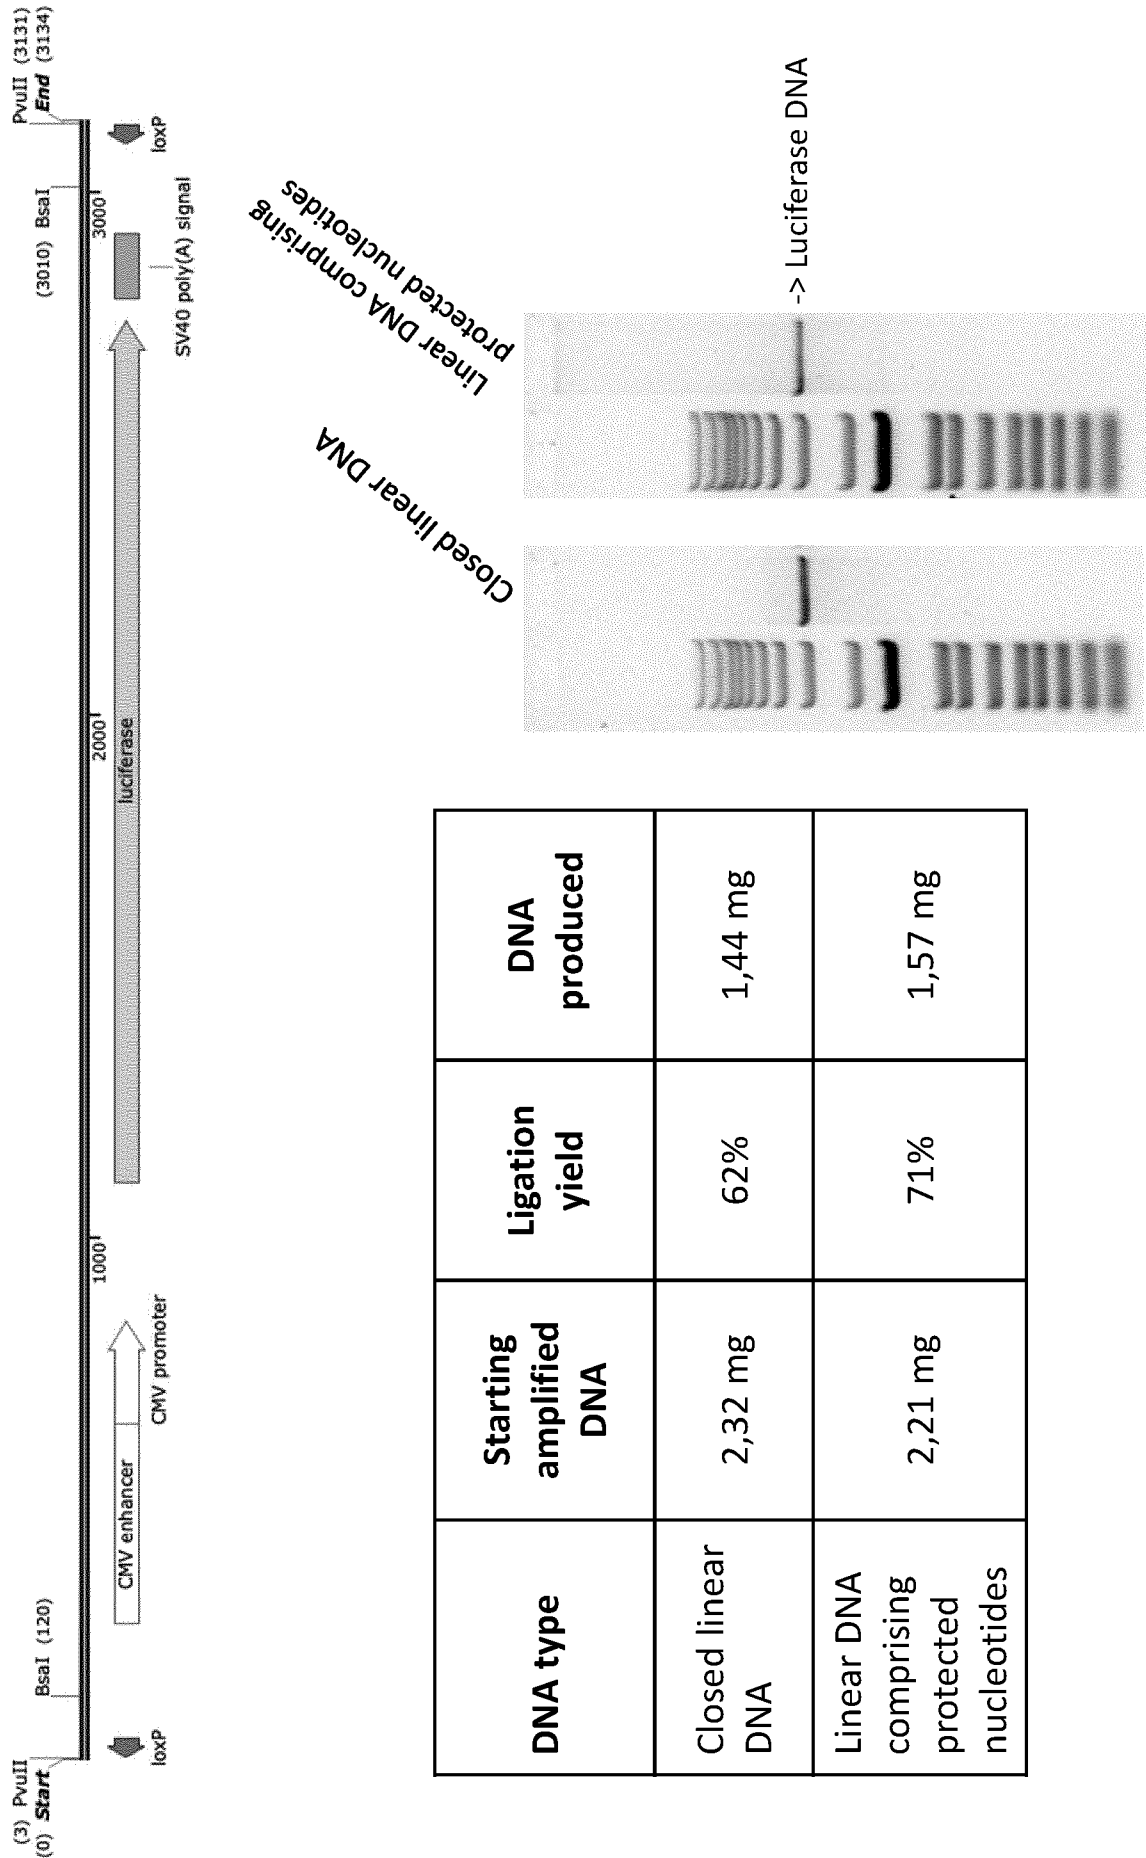 (3) PvuII
(0) Start
BsaI (120)
(3010) BsaI
PvuII (3131)
End (3134)
1000
2000
3000
loxP
CMV enhancer
CMV promoter
luciferase
SV40 poly(A) signal
loxP
DNA type
Starting
amplified
DNA
Ligation
yield
DNA
produced
Closed linear
DNA
2,32 mg
62%
1,44 mg
Linear DNA
comprising
protected
nucleotides
2,21 mg
71%
1,57 mg
Closed linear DNA
Linear DNA comprising
protected nucleotides
-> Luciferase DNA